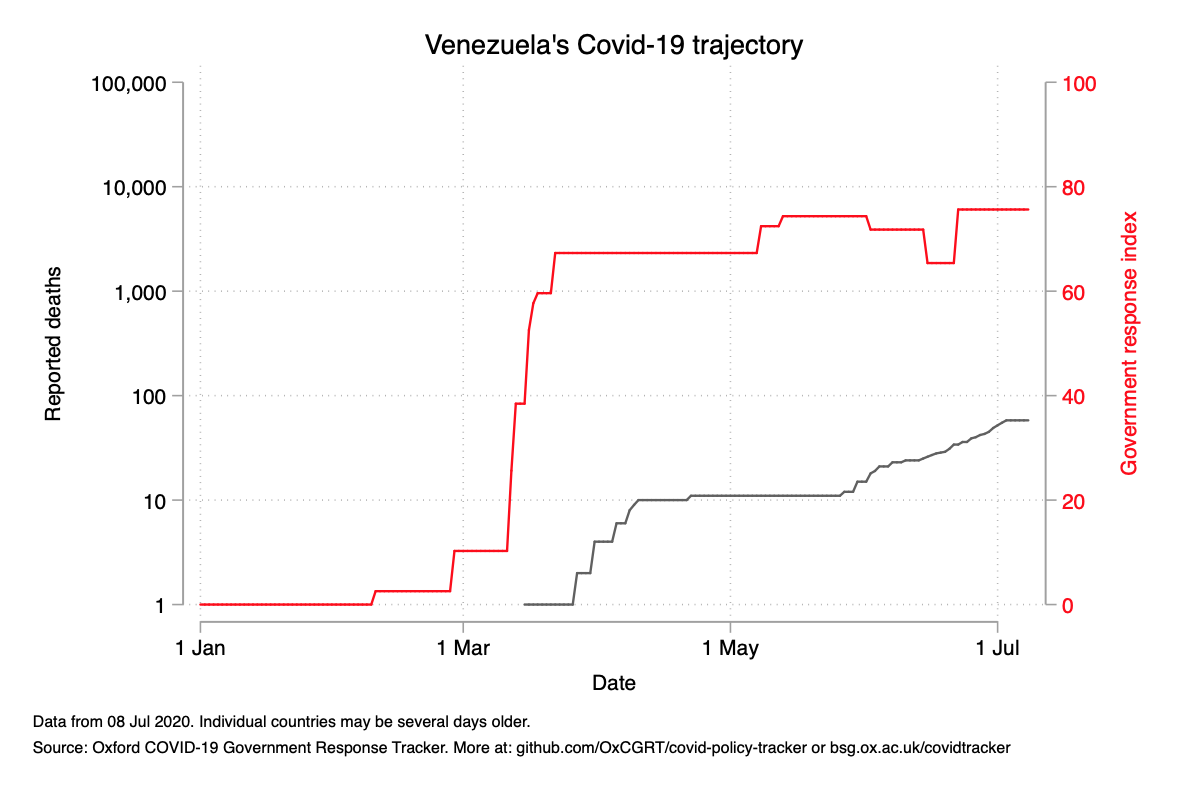 Venezuela's Covid-19 trajectory
100,000
10,000
1,000
100
10
1
Reported deaths
100
80
60
40
20
0
Government response index
1 Jan
1 Mar
1 May
1 Jul
Date
Data from 08 Jul 2020. Individual countries may be several days older.
Source: Oxford COVID-19 Government Response Tracker. More at: github.com/OxCGRT/covid-policy-tracker or bsg.ox.ac.uk/covidtracker